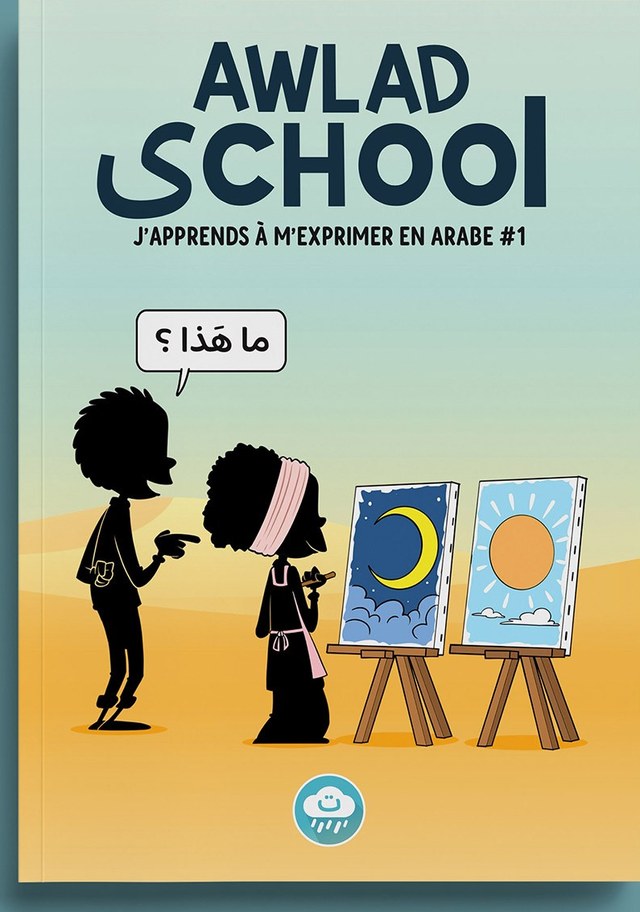 AWLAD
SCHOOL
J'APPRENDS À M'EXPRIMER EN ARABE #1
ما هَذا ؟
ت